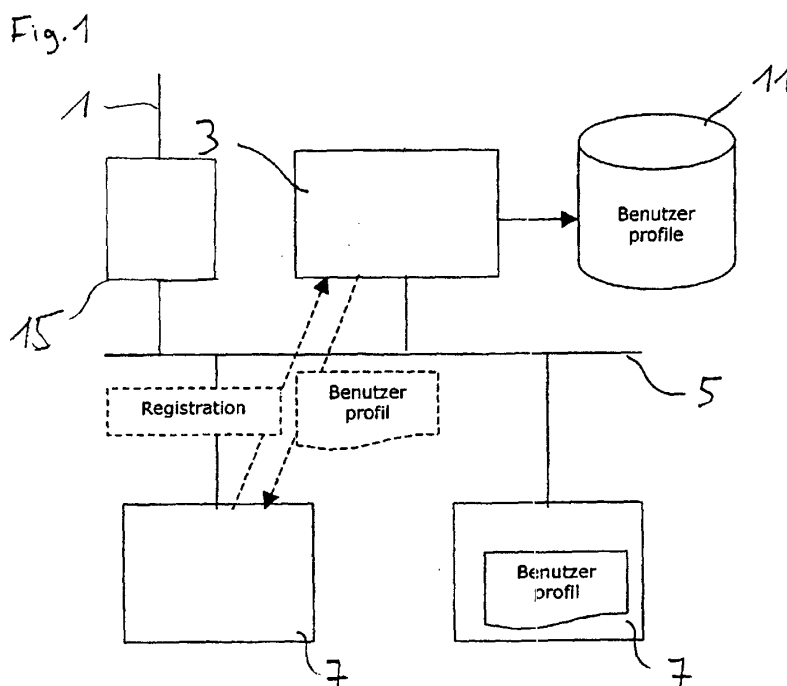 Fig. 1
1
3
11
Benutzer
profile
15
5
Registration
Benutzer
profil
Benutzer
profil
7
7